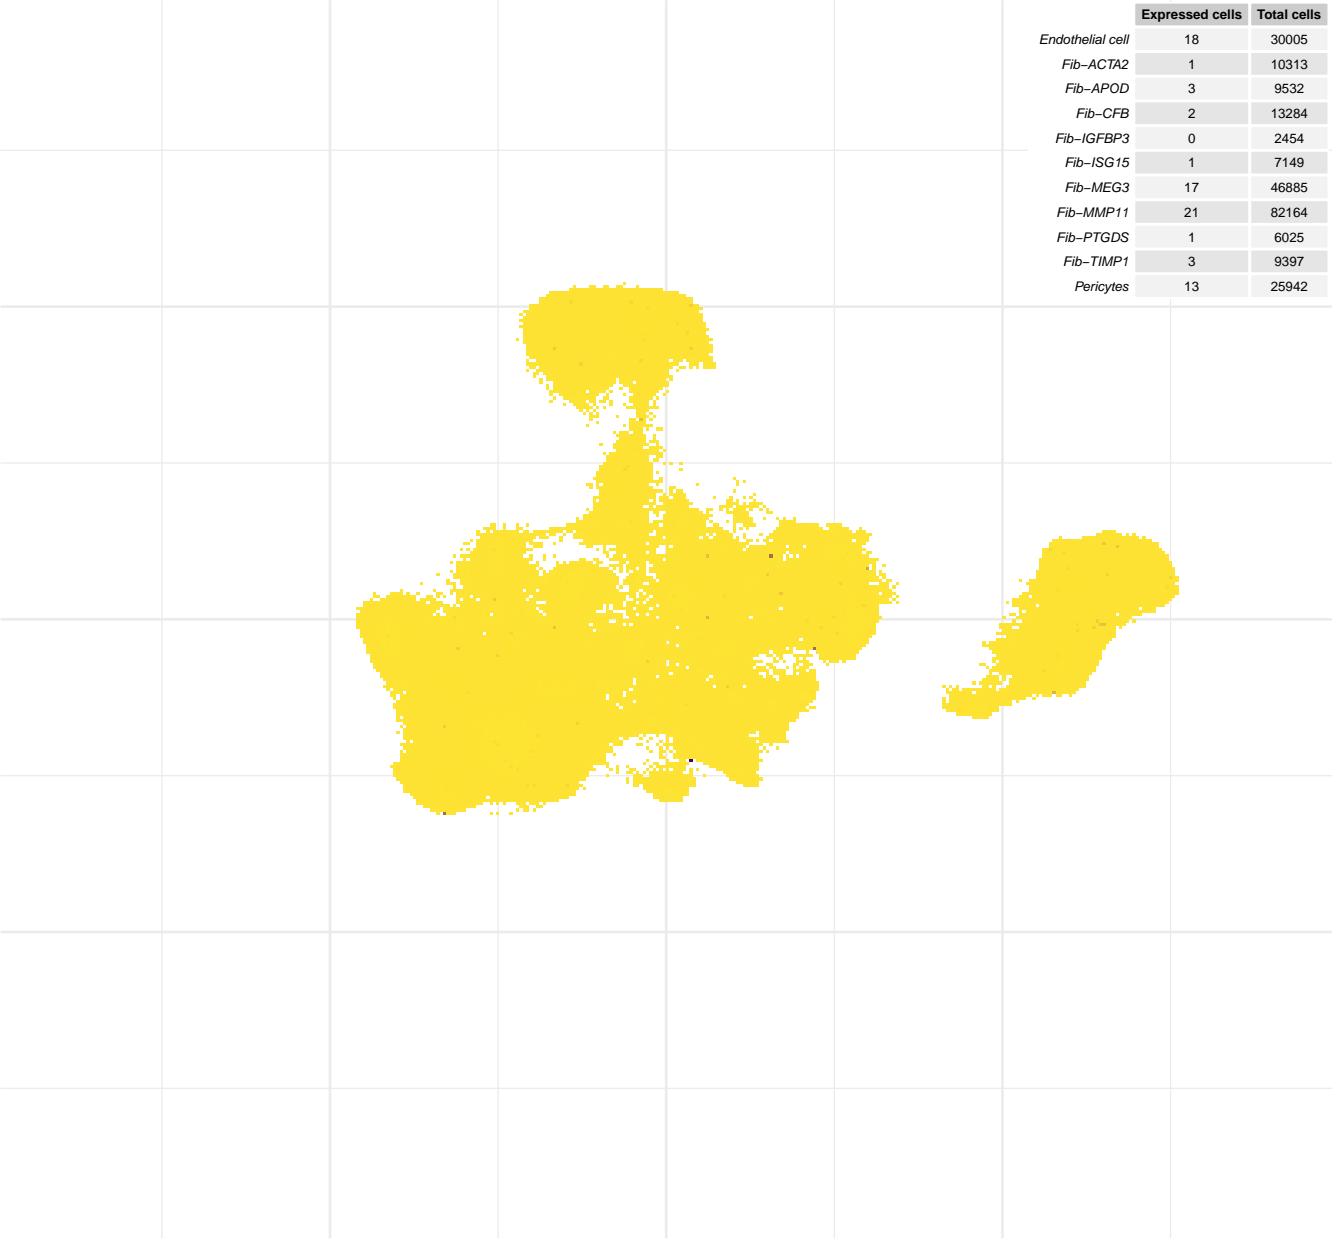 Expressed cells Total cells
Endothelial cell 18 30005
Fib−ACTA2 1 10313
Fib−APOD 3 9532
Fib−CFB 2 13284
Fib−IGFBP3 0 2454
Fib−ISG15 1 7149
Fib−MEG3 17 46885
Fib−MMP11 21 82164
Fib−PTGDS 1 6025
Fib−TIMP1 3 9397
Pericytes 13 25942